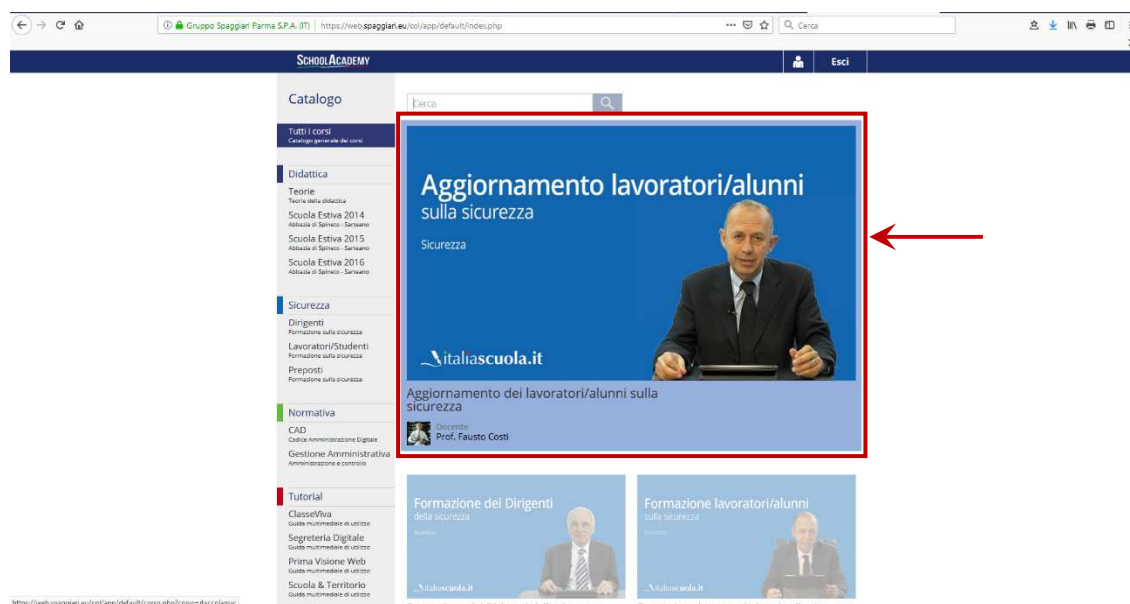 Gruppo Spaggiari Parma S.P.A. (IT) https://web.spaggiari.eu/col/app/default/index.php
Cerca
SCHOOLACADEMY
Esci
Catalogo
Cerca
Tutti i corsi
Catalogo generale dei corsi
Didattica
Teorie
Teorie della didattica
Scuola Estiva 2014
Abbazia di Spineto - Sarteano
Scuola Estiva 2015
Abbazia di Spineto - Sarteano
Scuola Estiva 2016
Abbazia di Spineto - Sarteano
Sicurezza
Dirigenti
Formazione sulla sicurezza
Lavoratori/Studenti
Formazione sulla sicurezza
Preposti
Formazione sulla sicurezza
Normativa
CAD
Codice Amministrazione Digitale
Gestione Amministrativa
Amministrazione e controllo
Tutorial
ClasseViva
Guida multimediale di utilizzo
Segreteria Digitale
Guida multimediale di utilizzo
Prima Visione Web
Guida multimediale di utilizzo
Scuola & Territorio
Guida multimediale di utilizzo
Aggiornamento lavoratori/alunni
sulla sicurezza
Sicurezza
italiascuola.it
Aggiornamento dei lavoratori/alunni sulla
sicurezza
Docente
Prof. Fausto Costi
Formazione dei Dirigenti
della sicurezza
Sicurezza
italiascuola.it
Formazione lavoratori/alunni
sulla sicurezza
Sicurezza
italiascuola.it